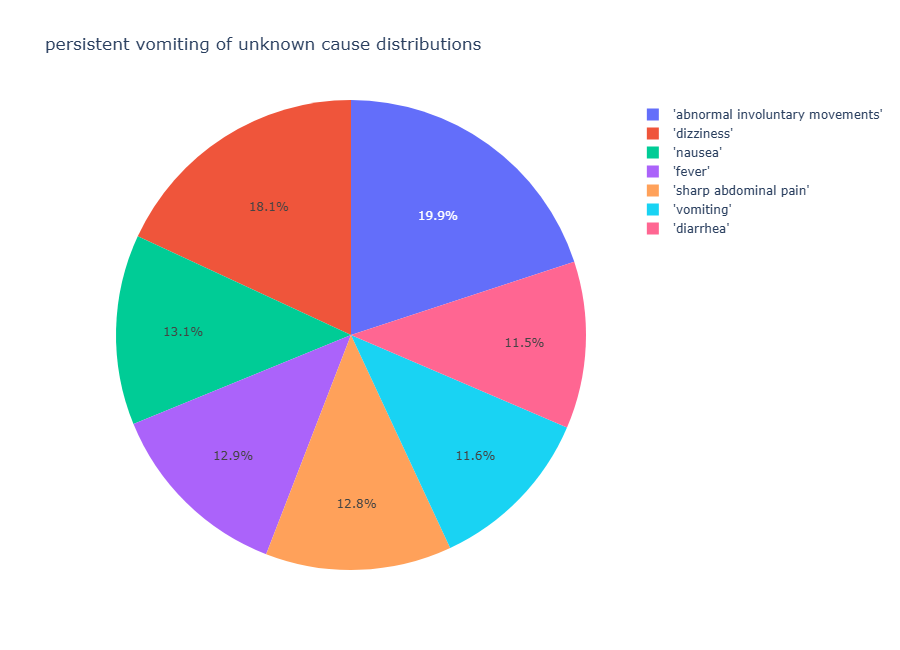 persistent vomiting of unknown cause distributions
'abnormal involuntary movements'
'dizziness'
'nausea'
'fever'
'sharp abdominal pain'
'vomiting'
'diarrhea'
18.1%
19.9%
13.1%
11.5%
12.9%
11.6%
12.8%